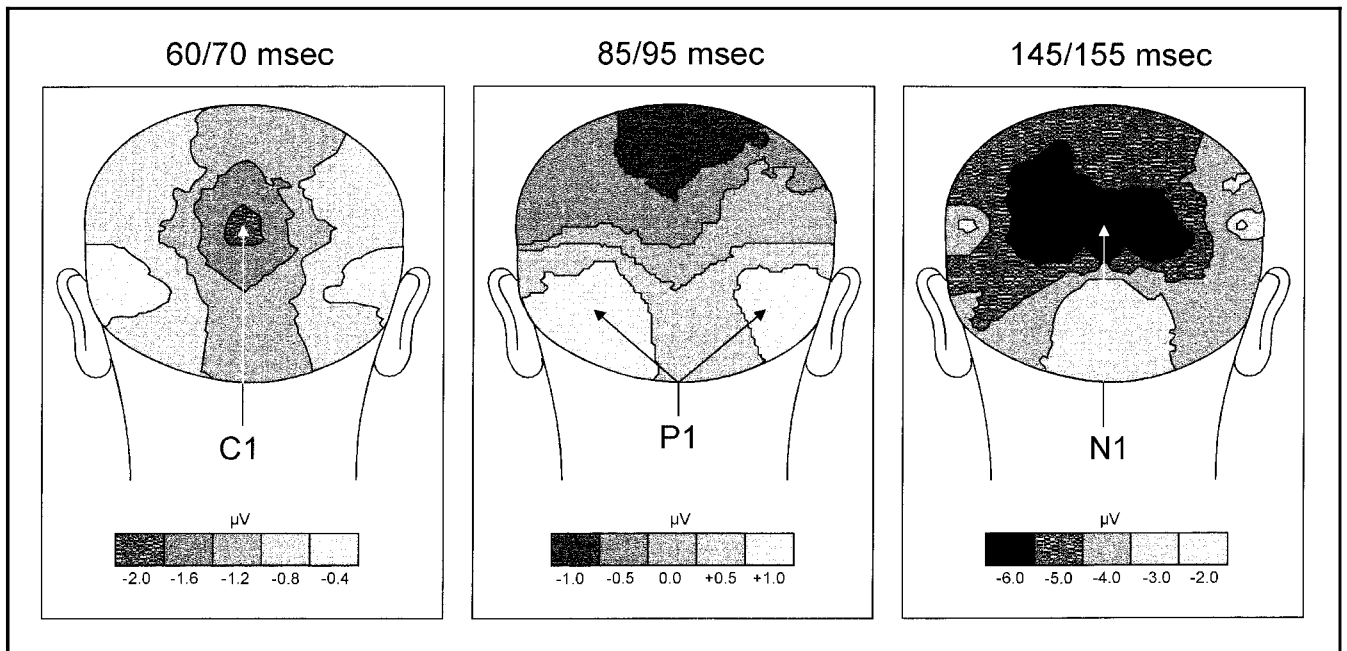 60/70 msec
85/95 msec
145/155 msec
C1
P1
N1
µV
-2.0 -1.6 -1.2 -0.8 -0.4
µV
-1.0 -0.5 0.0 +0.5 +1.0
µV
-6.0 -5.0 -4.0 -3.0 -2.0